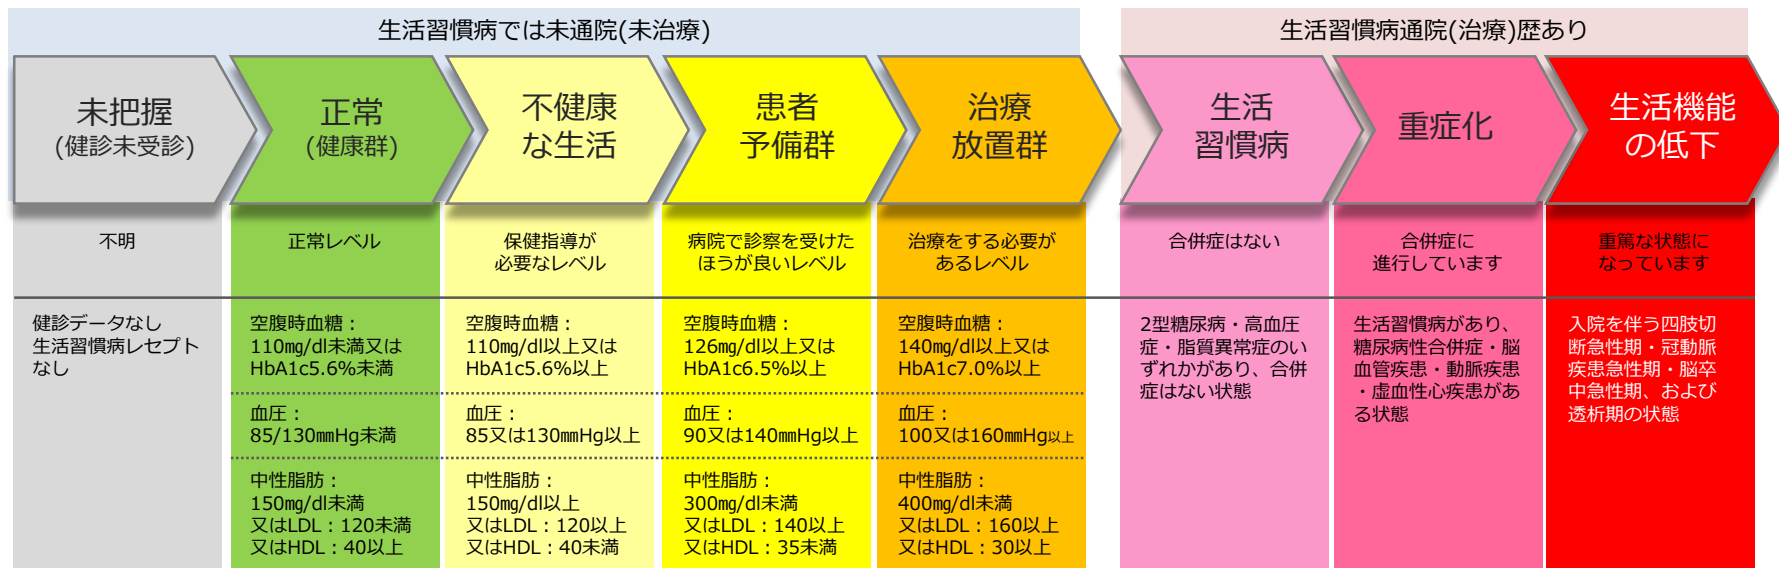 生活習慣病では未通院(未治療)
生活習慣病通院(治療)歴あり
未把握
(健診未受診)
正常
(健康群)
不健康
な生活
患者
予備群
治療
放置群
生活
習慣病
重症化
生活機能
の低下
不明
正常レベル
保健指導が
必要なレベル
病院で診察を受けた
ほうが良いレベル
治療をする必要が
あるレベル
合併症はない
合併症に
進行しています
重篤な状態に
なっています
健診データなし
生活習慣病レセプト
なし
空腹時血糖：
110㎎/dl未満又は
HbA1c5.6%未満
血圧：
85/130㎜Hg未満
中性脂肪：
150㎎/dl未満
又はLDL：120未満
又はHDL：40以上
空腹時血糖：
110㎎/dl以上又は
HbA1c5.6%以上
血圧：
85又は130㎜Hg以上
中性脂肪：
150㎎/dl以上
又はLDL：120以上
又はHDL：40未満
空腹時血糖：
126㎎/dl以上又は
HbA1c6.5%以上
血圧：
90又は140㎜Hg以上
中性脂肪：
300㎎/dl未満
又はLDL：140以上
又はHDL：35未満
空腹時血糖：
140㎎/dl以上又は
HbA1c7.0%以上
血圧：
100又は160㎜Hg以上
中性脂肪：
400㎎/dl未満
又はLDL：160以上
又はHDL：30以上
2型糖尿病・高血圧
症・脂質異常症のい
ずれかがあり、合併
症はない状態
生活習慣病があり、
糖尿病性合併症・脳
血管疾患・動脈疾患
・虚血性心疾患があ
る状態
入院を伴う四肢切
断急性期・冠動脈
疾患急性期・脳卒
中急性期、および
透析期の状態